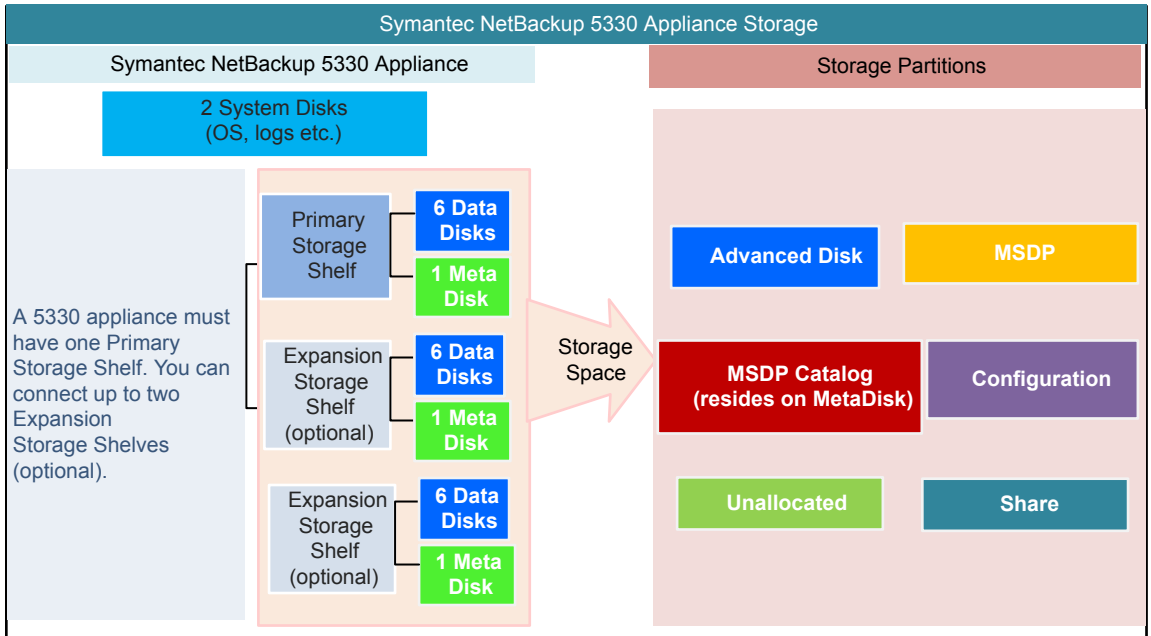 Symantec NetBackup 5330 Appliance Storage
Symantec NetBackup 5330 Appliance
Storage Partitions
2 System Disks
(OS, logs etc.)
A 5330 appliance must
have one Primary
Storage Shelf. You can
connect up to two
Expansion
Storage Shelves
(optional).
Primary
Storage
Shelf
6 Data
Disks
1 Meta
Disk
Expansion
Storage
Shelf
(optional)
6 Data
Disks
1 Meta
Disk
Expansion
Storage
Shelf
(optional)
6 Data
Disks
1 Meta
Disk
Storage
Space
Advanced Disk
MSDP
MSDP Catalog
(resides on MetaDisk)
Configuration
Unallocated
Share